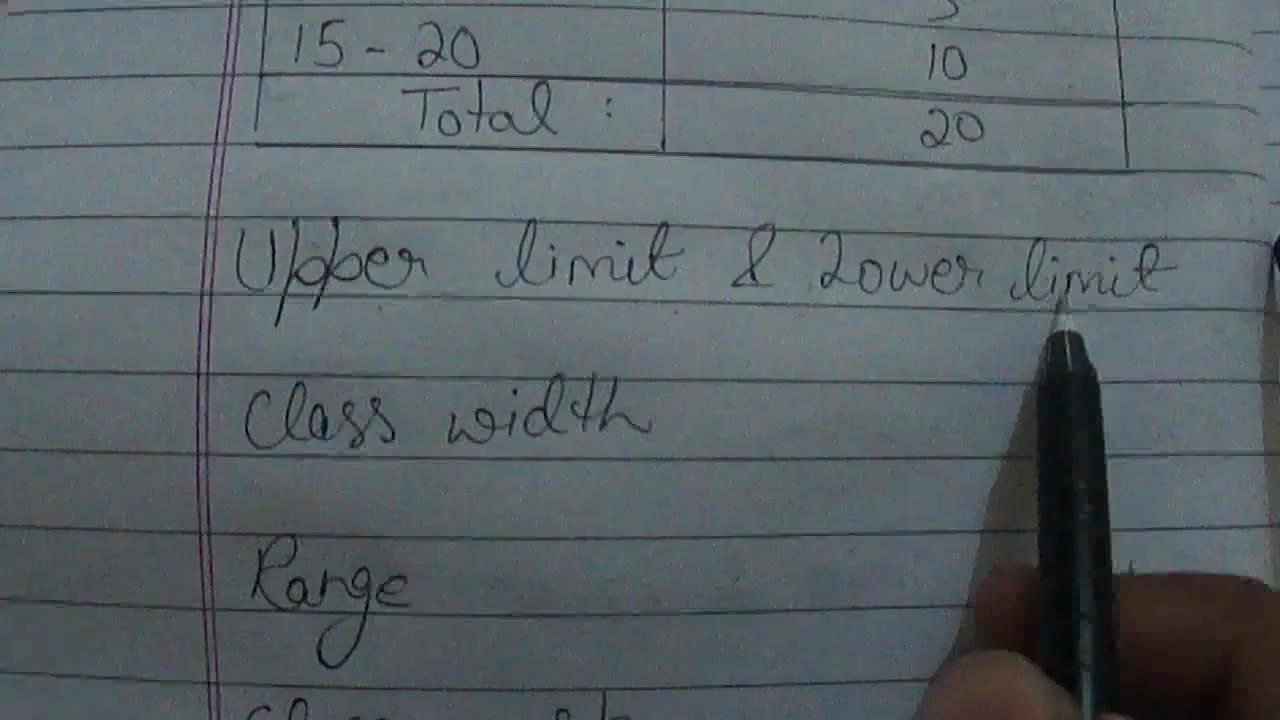 15 - 20 10
Total : 20
Upper limit & Lower limit
Class width
Range